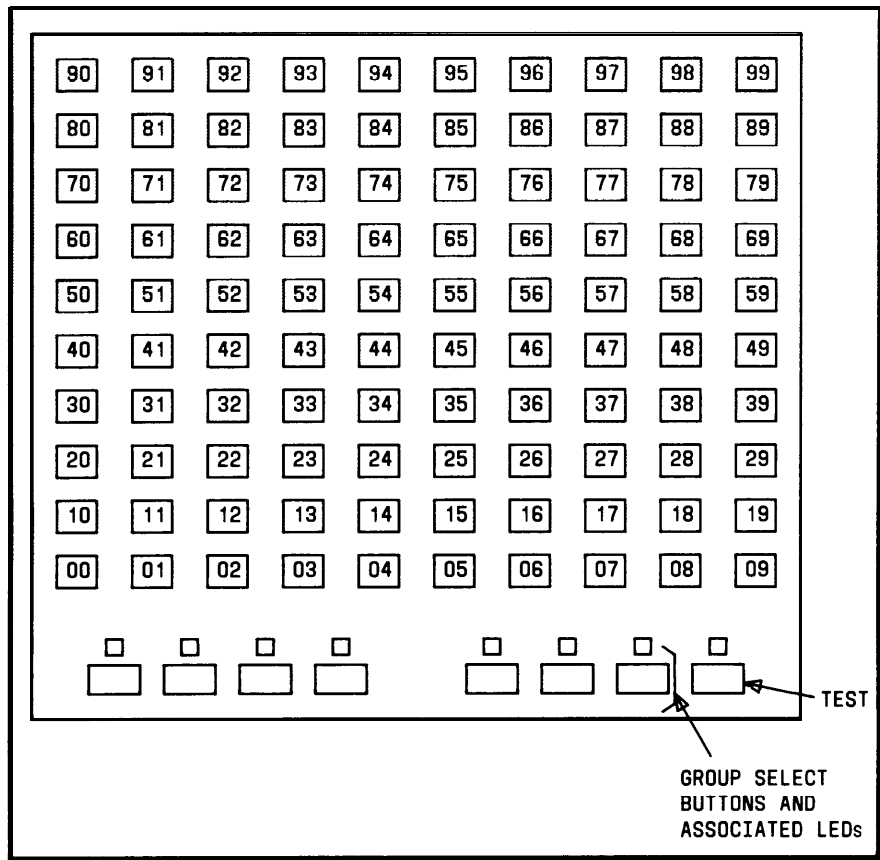 90 91 92 93 94 95 96 97 98 99
80 81 82 83 84 85 86 87 88 89
70 71 72 73 74 75 76 77 78 79
60 61 62 63 64 65 66 67 68 69
50 51 52 53 54 55 56 57 58 59
40 41 42 43 44 45 46 47 48 49
30 31 32 33 34 35 36 37 38 39
20 21 22 23 24 25 26 27 28 29
10 11 12 13 14 15 16 17 18 19
00 01 02 03 04 05 06 07 08 09
TEST
GROUP SELECT
BUTTONS AND
ASSOCIATED LEDs